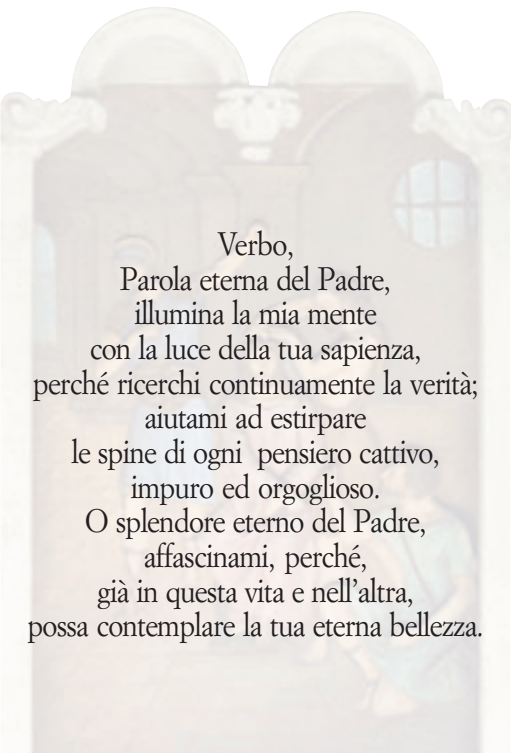 Verbo,
Parola eterna del Padre,
illumina la mia mente
con la luce della tua sapienza,
perché ricerchi continuamente la verità;
aiutami ad estirpare
le spine di ogni  pensiero cattivo,
impuro ed orgoglioso.
O splendore eterno del Padre,
affascinami, perché,
già in questa vita e nell’altra,
possa contemplare la tua eterna bellezza.